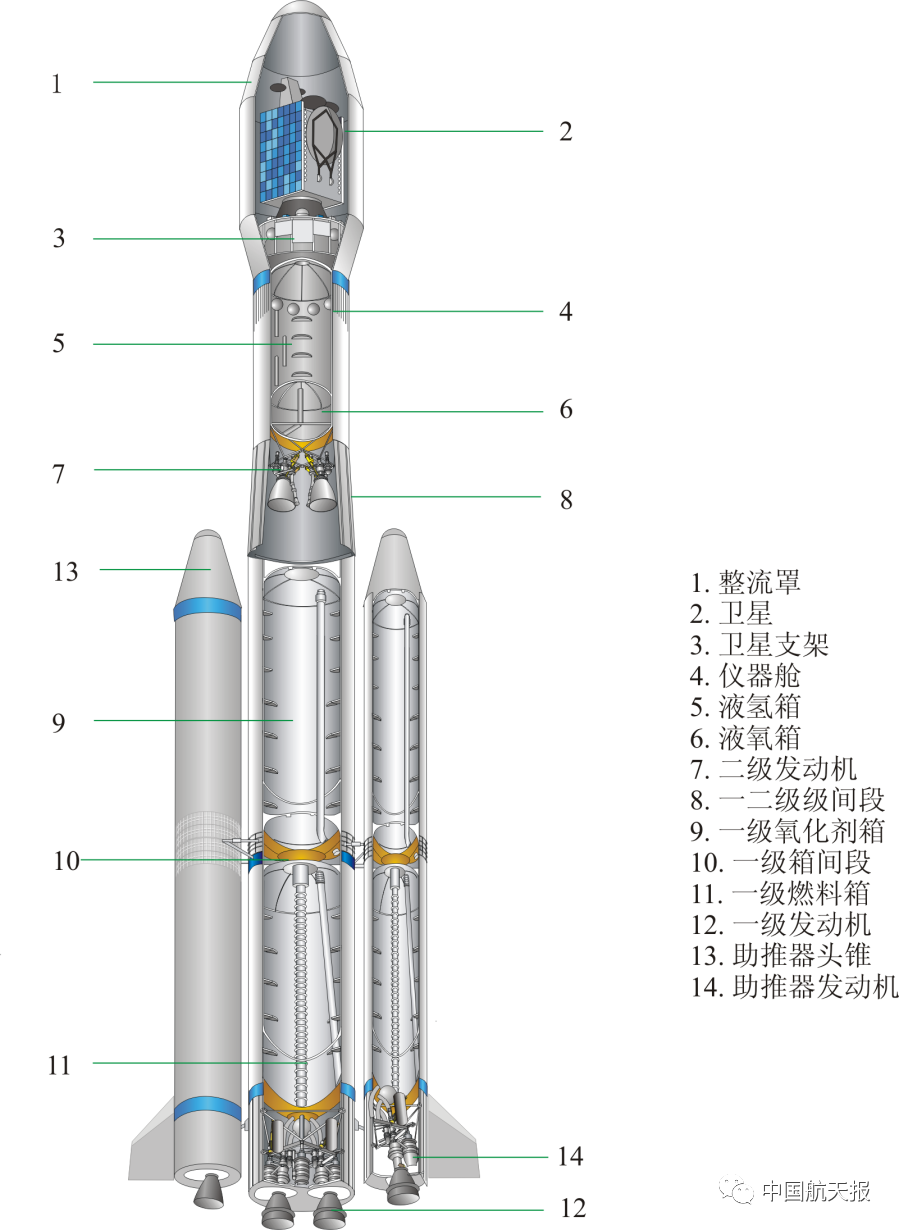 1
2
3
4
5
6
7
8
13
9
10
11
14
12
1. 整流罩
2. 卫星
3. 卫星支架
4. 仪器舱
5. 液氢箱
6. 液氧箱
7. 二级发动机
8. 一二级级间段
9. 一级氧化剂箱
10. 一级箱间段
11. 一级燃料箱
12. 一级发动机
13. 助推器头锥
14. 助推器发动机
中国航天报